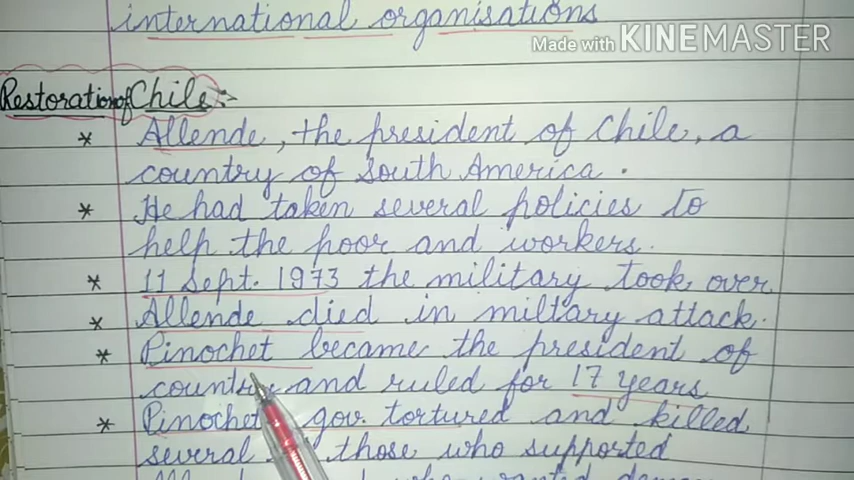 international organisations
Made with KINEMASTER
Restoration of Chile :-
* Allende, the president of Chile, a
country of South America.
* He had taken several policies to
help the poor and workers.
* 11 Sept. 1973 the military took over
* Allende died in miltary attack.
* Pinochet became the president of
country and ruled for 17 years
* Pinochet gov. tortured and killed
several those who supported